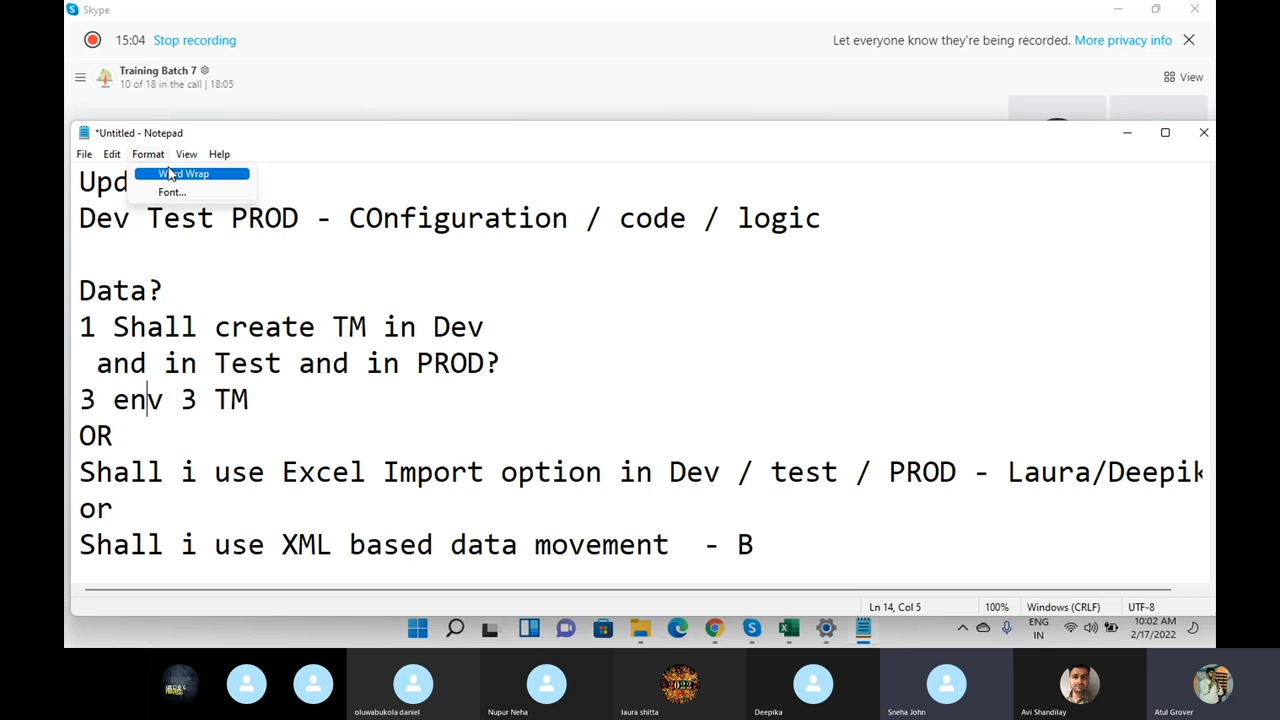 Skype
15:04 Stop recording
Let everyone know they're being recorded. More privacy info
Training Batch 7
10 of 18 in the call | 18:05
View
*Untitled - Notepad
File Edit Format View Help
Word Wrap
Font...
Upd
Dev Test PROD - COnfiguration / code / logic
Data?
1 Shall create TM in Dev
and in Test and in PROD?
3 env 3 TM
OR
Shall i use Excel Import option in Dev / test / PROD - Laura/Deepik
or
Shall i use XML based data movement - B
Ln 14, Col 5
100%
Windows (CRLF)
UTF-8
ENG
IN
10:02 AM
2/17/2022
2022
oluwabukola daniel
Nupur Neha
laura shitta
Deepika
Sneha John
Avi Shandilay
Atul Grover